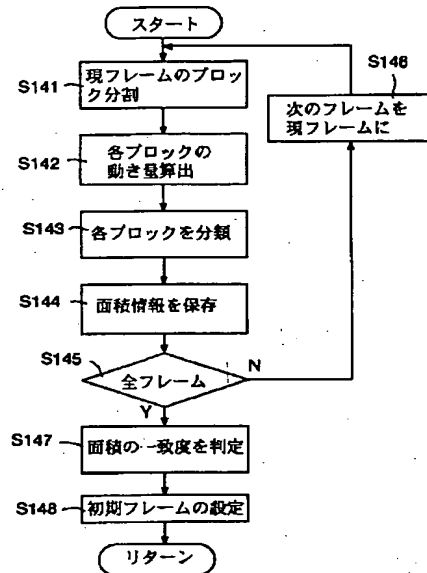 スタート
S141
現フレームのブロッ
ク分割
S146
次のフレームを
現フレームに
S142
各ブロックの
動き量算出
S143
各ブロックを分類
S144
面積情報を保存
S145
全フレーム
N
Y
S147
面積の一致度を判定
S148
初期フレームの設定
リターン